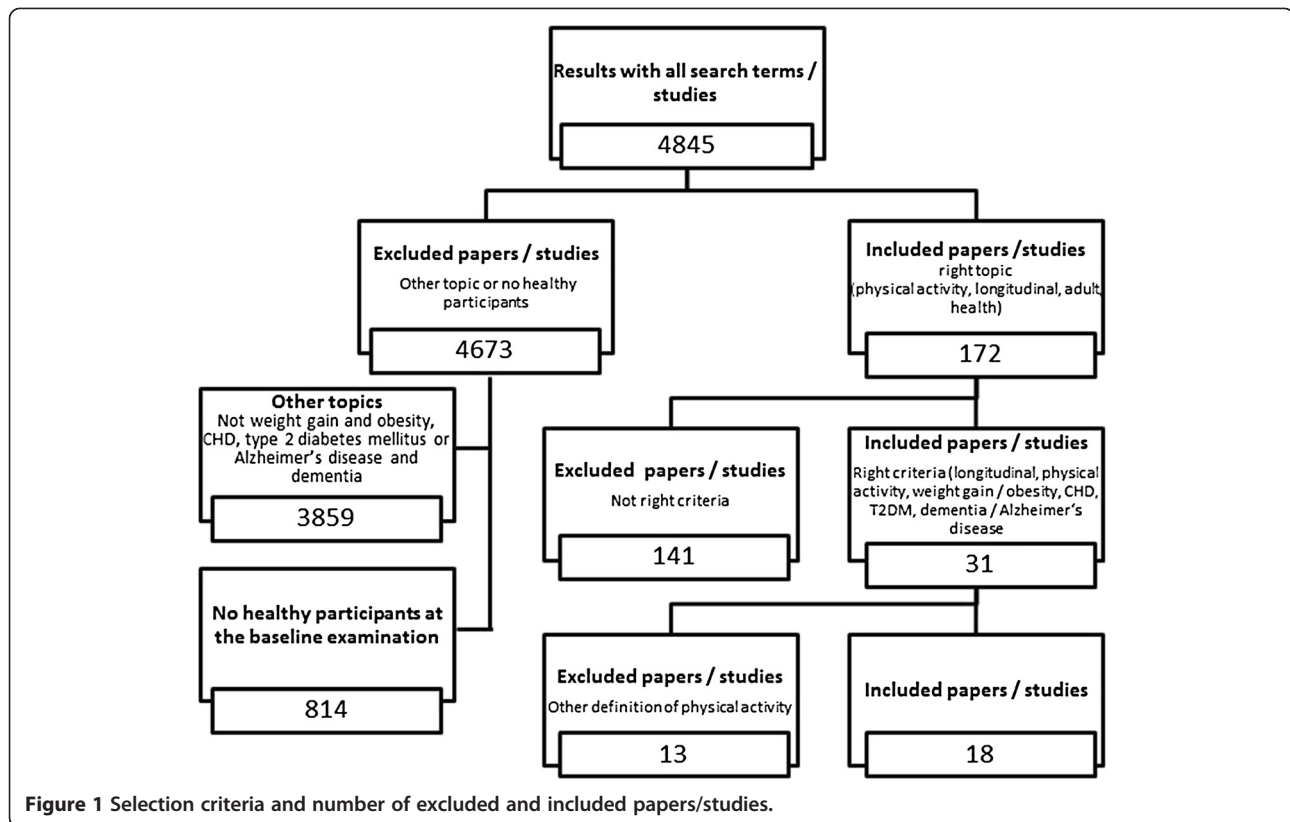 Results with all search terms /
studies
4845
Excluded papers / studies
Other topic or no healthy
participants
4673
Included papers /studies
right topic
(physical activity, longitudinal, adult,
health)
172
Other topics
Not weight gain and obesity,
CHD, type 2 diabetes mellitus or
Alzheimer's disease and
dementia
3859
No healthy participants at
the baseline examination
814
Excluded papers / studies
Not right criteria
141
Included papers / studies
Right criteria (longitudinal, physical
activity, weight gain / obesity, CHD,
T2DM, dementia / Alzheimer's
disease
31
Excluded papers / studies
Other definition of physical activity
13
Included papers / studies
18
Figure 1 Selection criteria and number of excluded and included papers/studies.